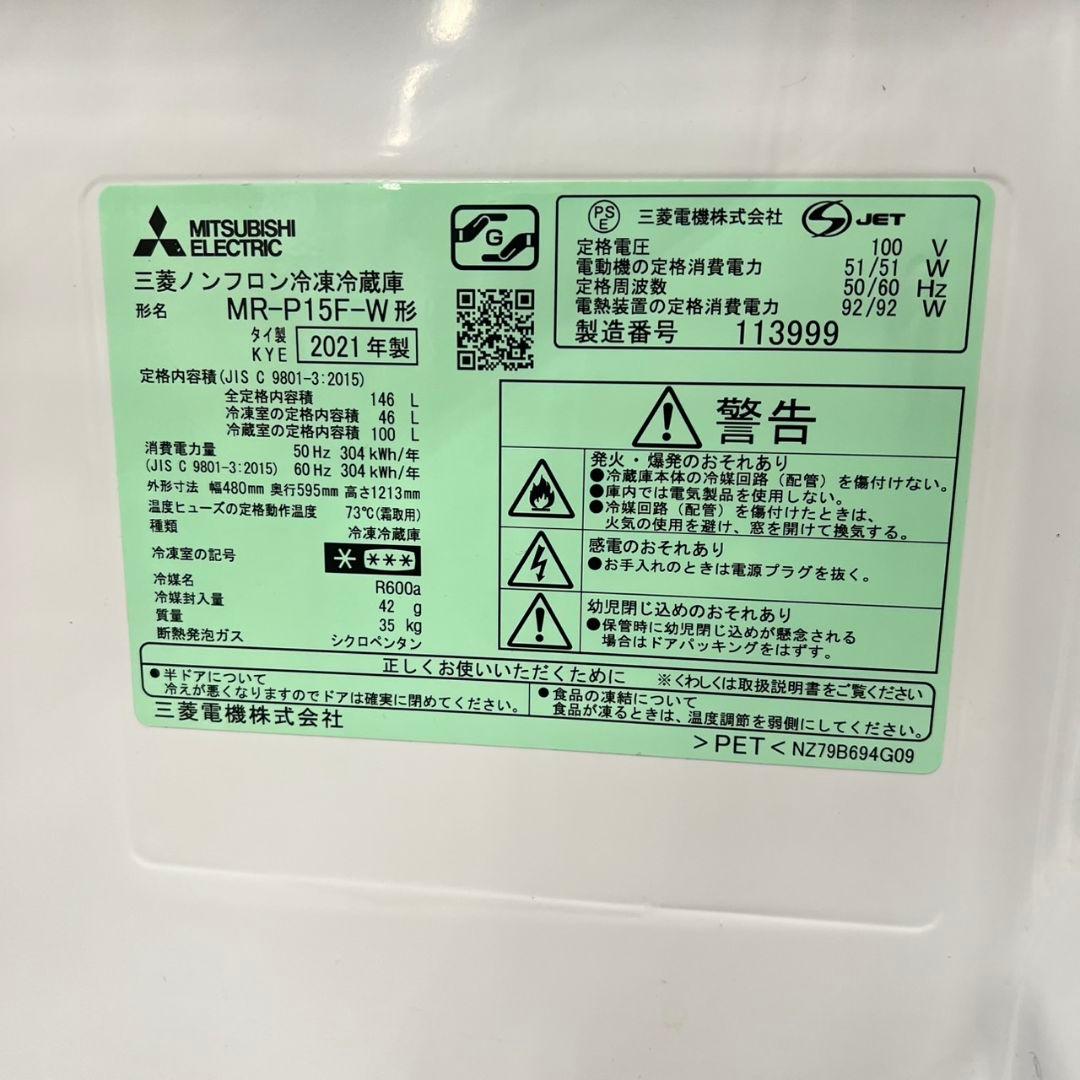 MITSUBISHI
ELECTRIC
三菱ノンフロン冷凍冷蔵庫
形名 MR-P15F-W形
タイ製
KYE 2021年製
定格内容積(JIS C 9801-3:2015)
全定格内容積 146 L
冷凍室の定格内容積 46 L
冷蔵室の定格内容積 100 L
消費電力量 50Hz 304kWh/年
(JIS C 9801-3:2015) 60Hz 304kWh/年
外形寸法 幅480mm 奥行595mm 高さ1213mm
温度ヒューズの定格動作温度 73℃(霜取用)
種類 冷凍冷蔵庫
冷凍室の記号 * ***
冷媒名 R600a
冷媒封入量 42 g
質量 35 kg
断熱発泡ガス シクロペンタン
G
PSE 三菱電機株式会社 S JET
定格電圧 100 V
電動機の定格消費電力 51/51 W
定格周波数 50/60 Hz
電熱装置の定格消費電力 92/92 W
製造番号 113999
警告
発火・爆発のおそれあり
●冷蔵庫本体の冷媒回路(配管)を傷付けない。
●庫内では電気製品を使用しない。
●冷媒回路(配管)を傷付けたときは、
火気の使用を避け、窓を開けて換気する。
感電のおそれあり
●お手入れのときは電源プラグを抜く。
幼児閉じ込めのおそれあり
●保管時に幼児閉じ込めが懸念される
場合はドアパッキングをはずす。
正しくお使いいただくために ※くわしくは取扱説明書をご覧ください
●半ドアについて
冷えが悪くなりますのでドアは確実に閉めてください。
●食品の凍結について
食品が凍るときは、温度調節を弱側にしてください。
三菱電機株式会社
>PET< NZ79B694G09